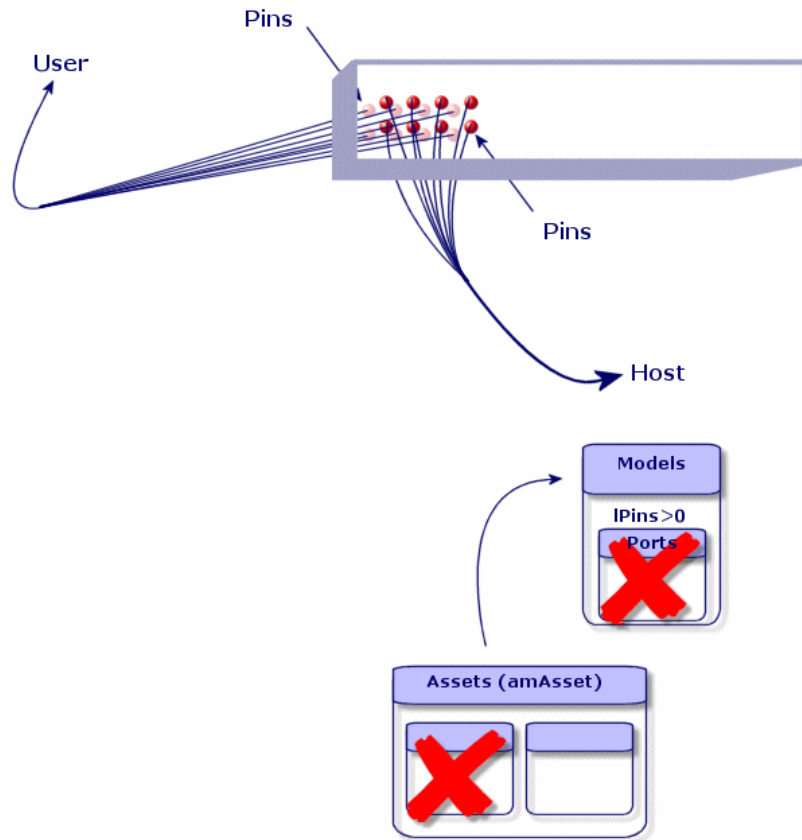 Pins
User
Pins
Host
Models
lPins>0
Ports
Assets (amAsset)